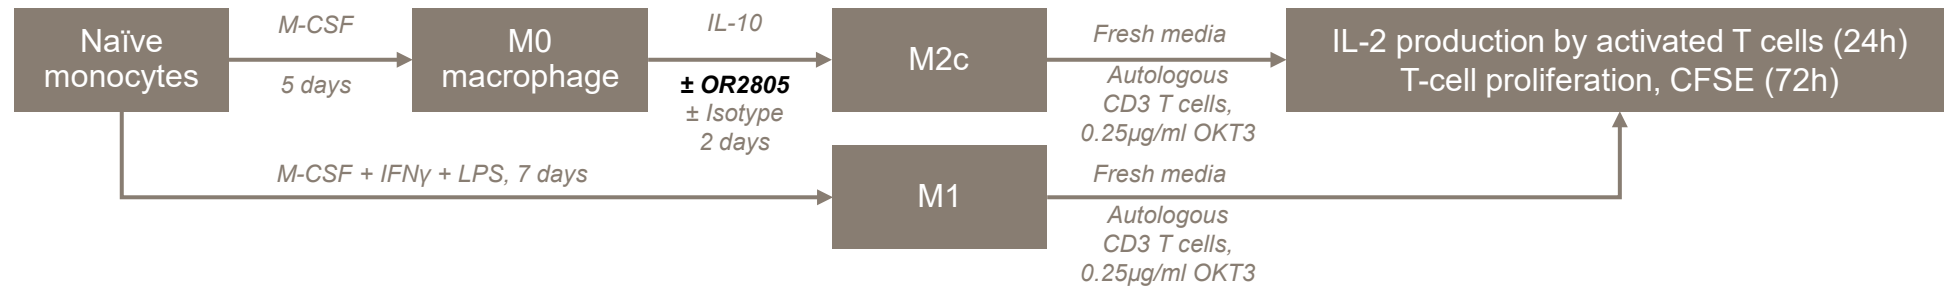 Naïve
monocytes
M-CSF
5 days
M0
macrophage
IL-10
± OR2805
± Isotype
2 days
M2c
Fresh media
Autologous
CD3 T cells,
0.25µg/ml OKT3
IL-2 production by activated T cells (24h)
T-cell proliferation, CFSE (72h)
M-CSF + IFNγ + LPS, 7 days
M1
Fresh media
Autologous
CD3 T cells,
0.25µg/ml OKT3